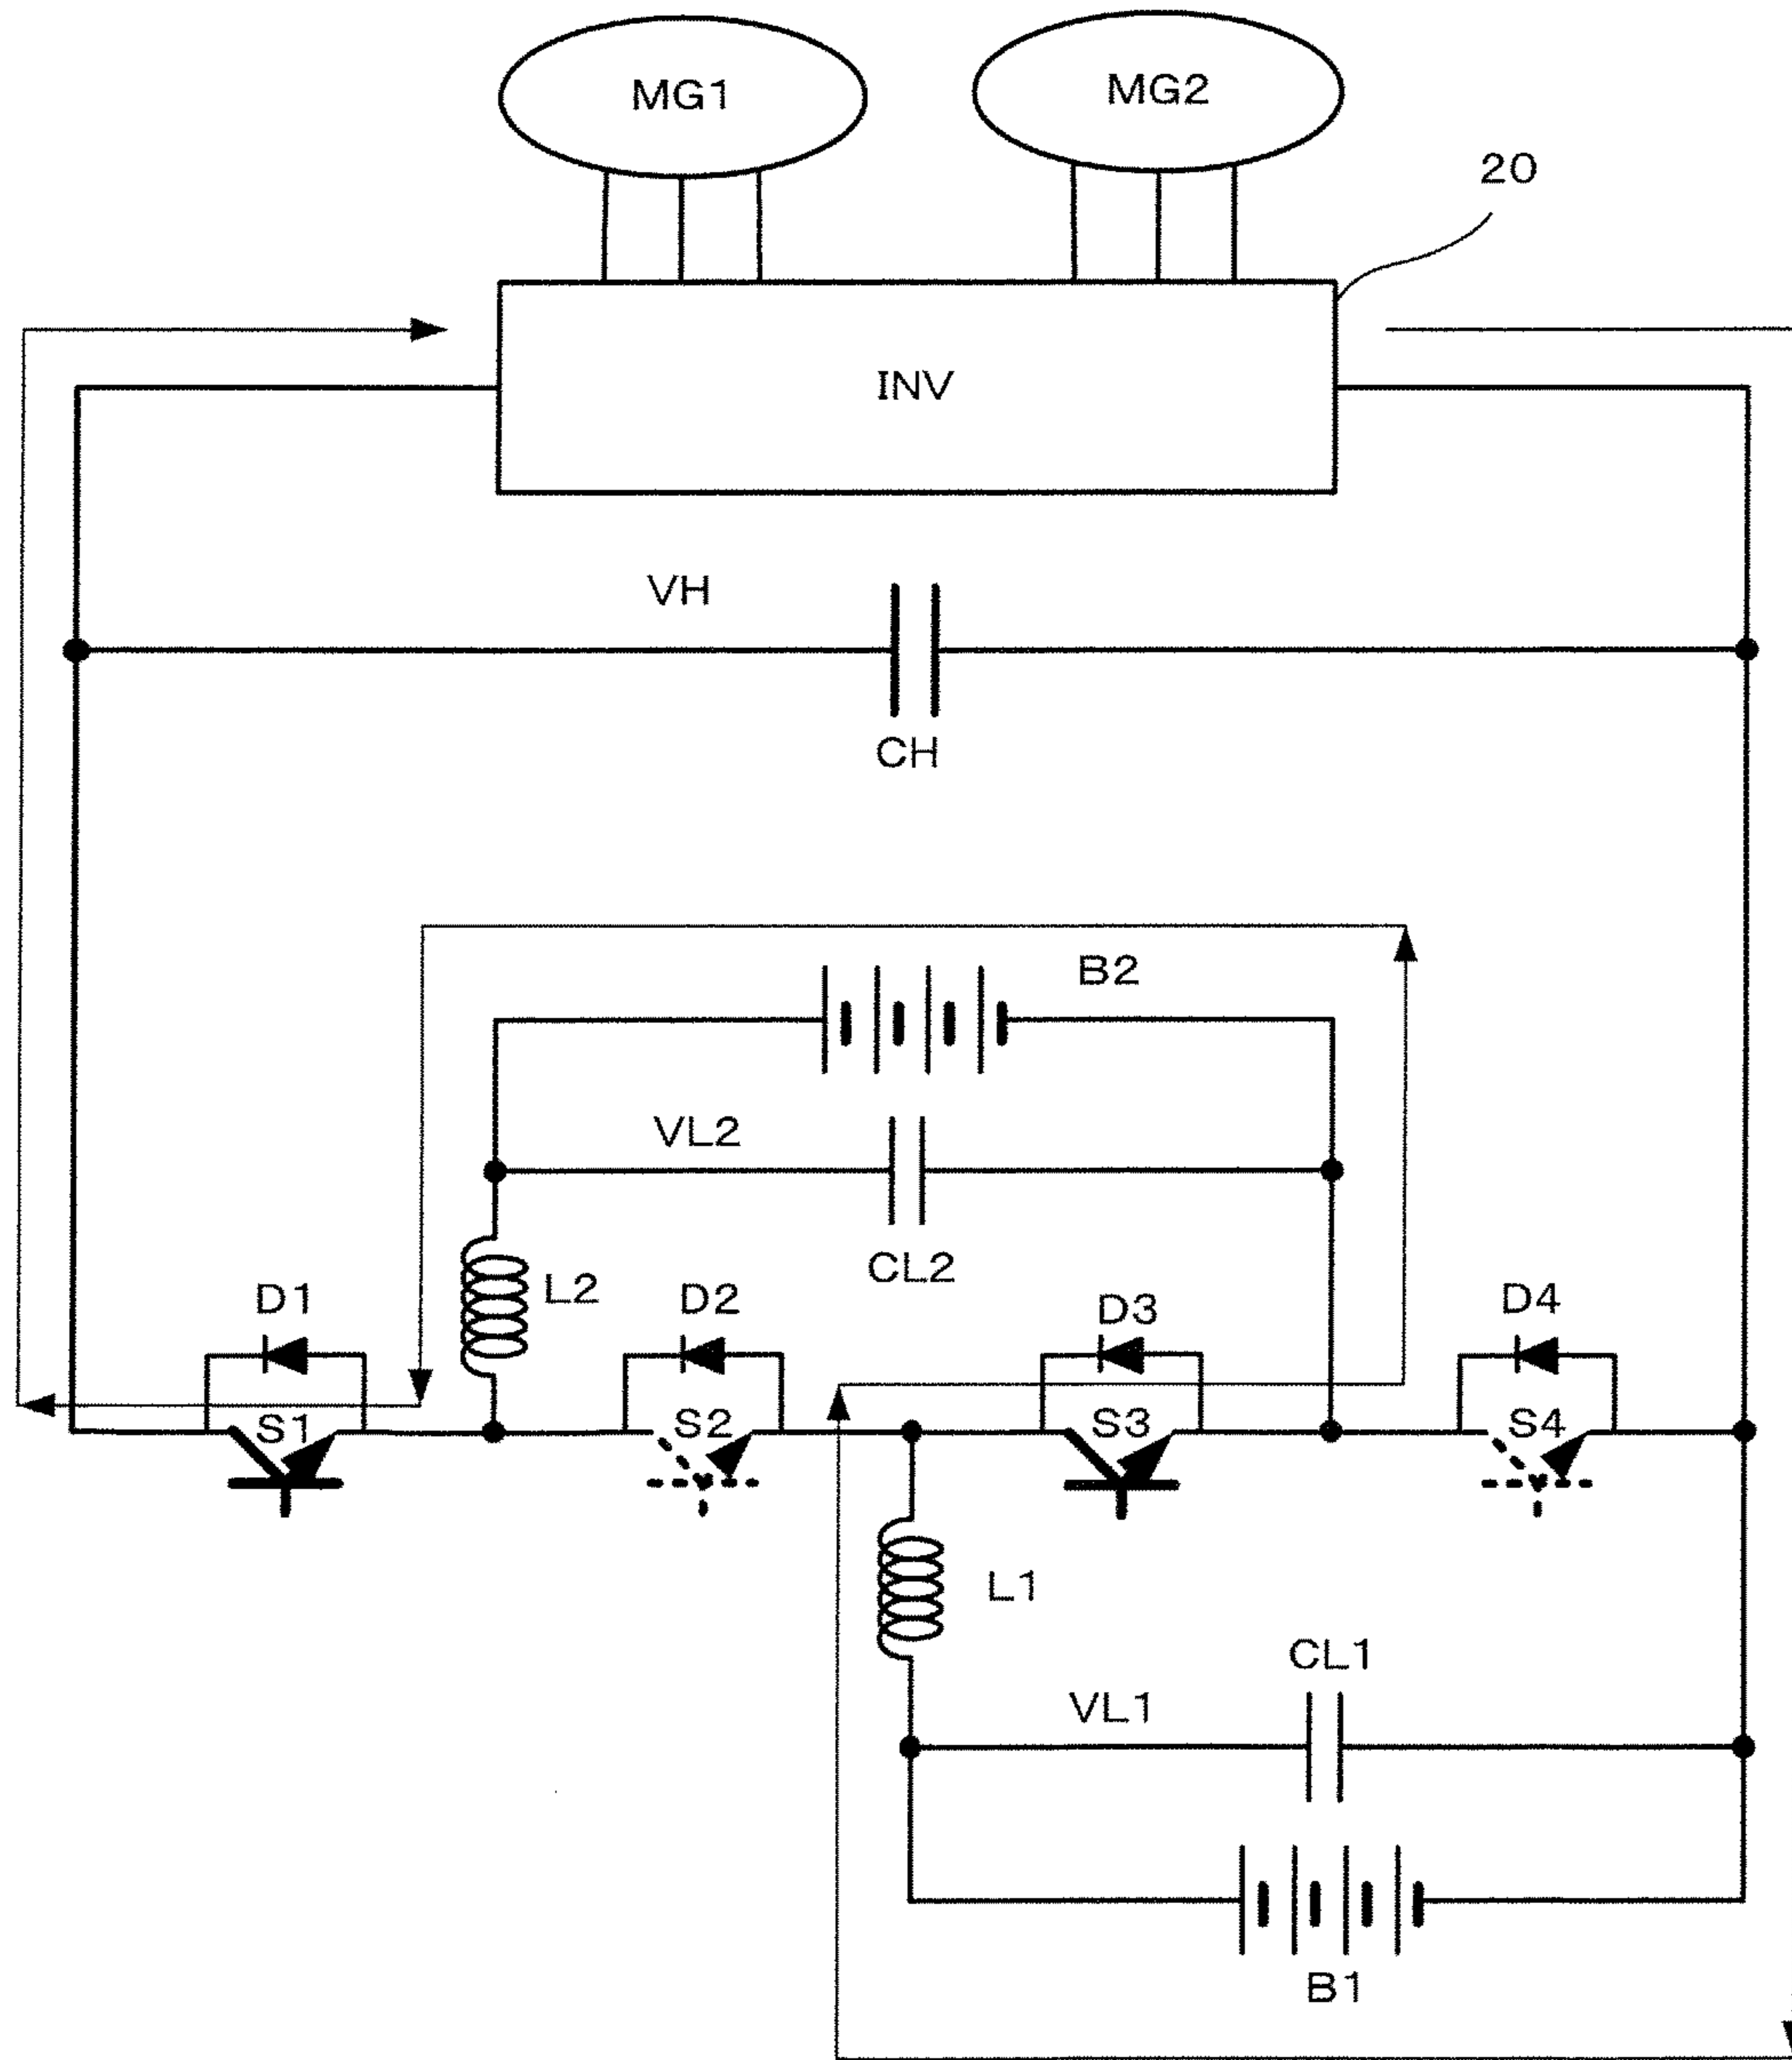 MG1
MG2
20
INV
VH
CH
B2
VL2
CL2
L2
D1
D2
D3
D4
S1
S2
S3
S4
L1
CL1
VL1
B1